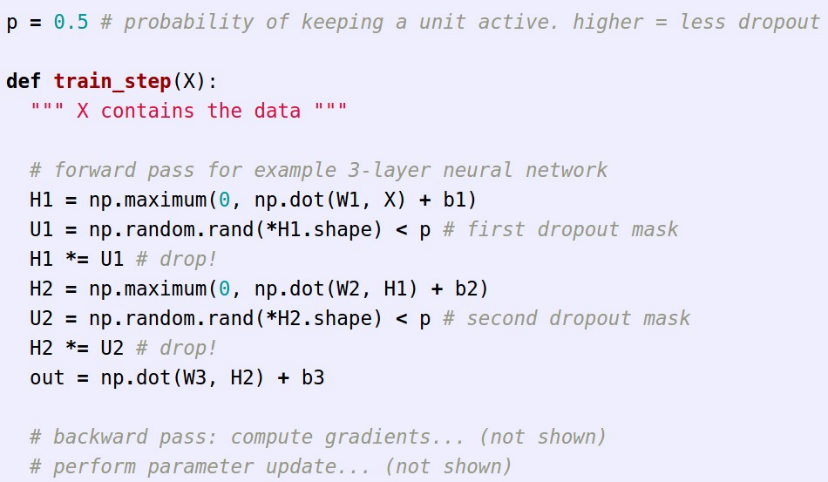 p = 0.5 # probability of keeping a unit active. higher = less dropout
def train_step(X):
""" X contains the data """
# forward pass for example 3-layer neural network
H1 = np.maximum(0, np.dot(W1, X) + b1)
U1 = np.random.rand(*H1.shape) < p # first dropout mask
H1 *= U1 # drop!
H2 = np.maximum(0, np.dot(W2, H1) + b2)
U2 = np.random.rand(*H2.shape) < p # second dropout mask
H2 *= U2 # drop!
out = np.dot(W3, H2) + b3
# backward pass: compute gradients... (not shown)
# perform parameter update... (not shown)